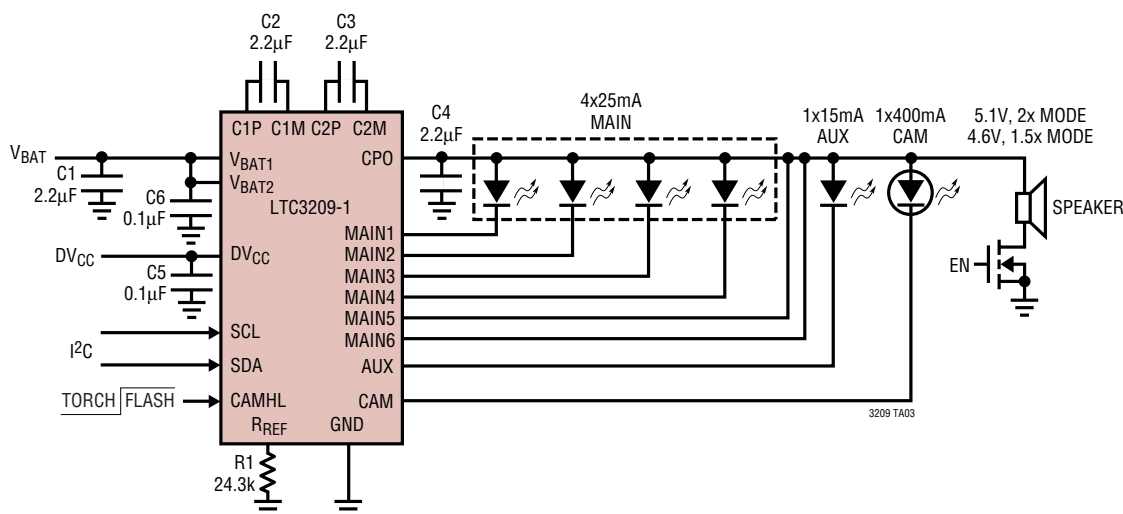 C2
2.2µF
C3
2.2µF
C4
2.2µF
4x25mA
MAIN
1x15mA
AUX
1x400mA
CAM
5.1V, 2x MODE
4.6V, 1.5x MODE
C1P C1M C2P C2M
VBAT
C1
2.2µF
C6
0.1µF
VBAT1
VBAT2
CPO
LTC3209-1
SPEAKER
EN
DVCC
C5
0.1µF
DVCC
MAIN1
MAIN2
MAIN3
MAIN4
MAIN5
MAIN6
AUX
CAM
I2C
SCL
SDA
TORCH FLASH
CAMHL
RREF
GND
R1
24.3k
3209 TA03